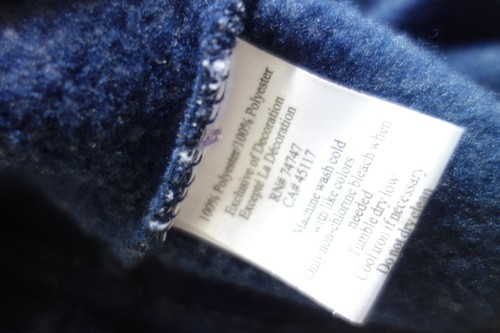 100% Polyester/100% Polyester
Exclusive of Decoration
Excepté La Décoration
RN# 74747
CA# 45117
Machine wash cold
with like colors
Only non-chlorine bleach when
needed
Tumble dry low
Cool iron if necessary
Do not dry clean